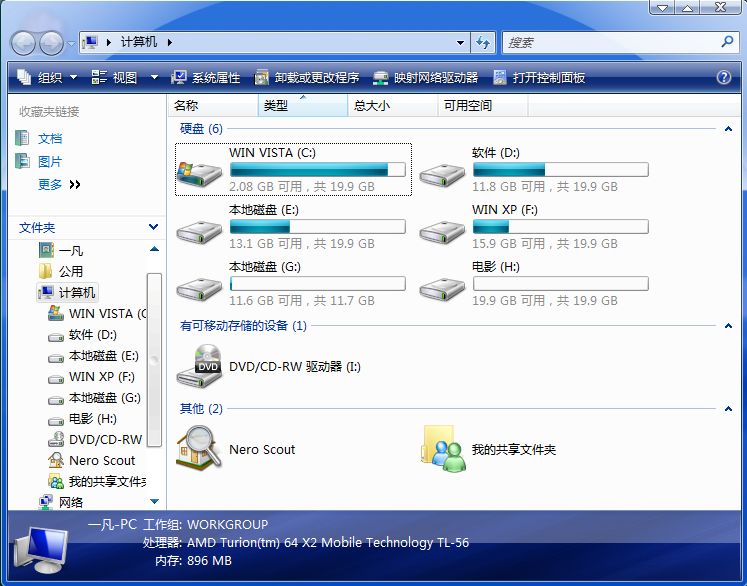 计算机
搜索
组织 视图 系统属性 卸载或更改程序 映射网络驱动器 打开控制面板 ?
收藏夹链接
文档
图片
更多 >>
文件夹
一凡
公用
计算机
WIN VISTA (C
软件 (D:)
本地磁盘 (E:)
WIN XP (F:)
本地磁盘 (G:)
电影 (H:)
DVD/CD-RW
Nero Scout
我的共享文件夹
网络
名称 类型 总大小 可用空间
硬盘 (6)
WIN VISTA (C:)
2.08 GB 可用，共 19.9 GB
软件 (D:)
11.8 GB 可用，共 19.9 GB
本地磁盘 (E:)
13.1 GB 可用，共 19.9 GB
WIN XP (F:)
15.9 GB 可用，共 19.9 GB
本地磁盘 (G:)
11.6 GB 可用，共 11.7 GB
电影 (H:)
19.9 GB 可用，共 19.9 GB
有可移动存储的设备 (1)
DVD
DVD/CD-RW 驱动器 (I:)
其他 (2)
Nero Scout
我的共享文件夹
一凡-PC 工作组: WORKGROUP
处理器: AMD Turion(tm) 64 X2 Mobile Technology TL-56
内存: 896 MB